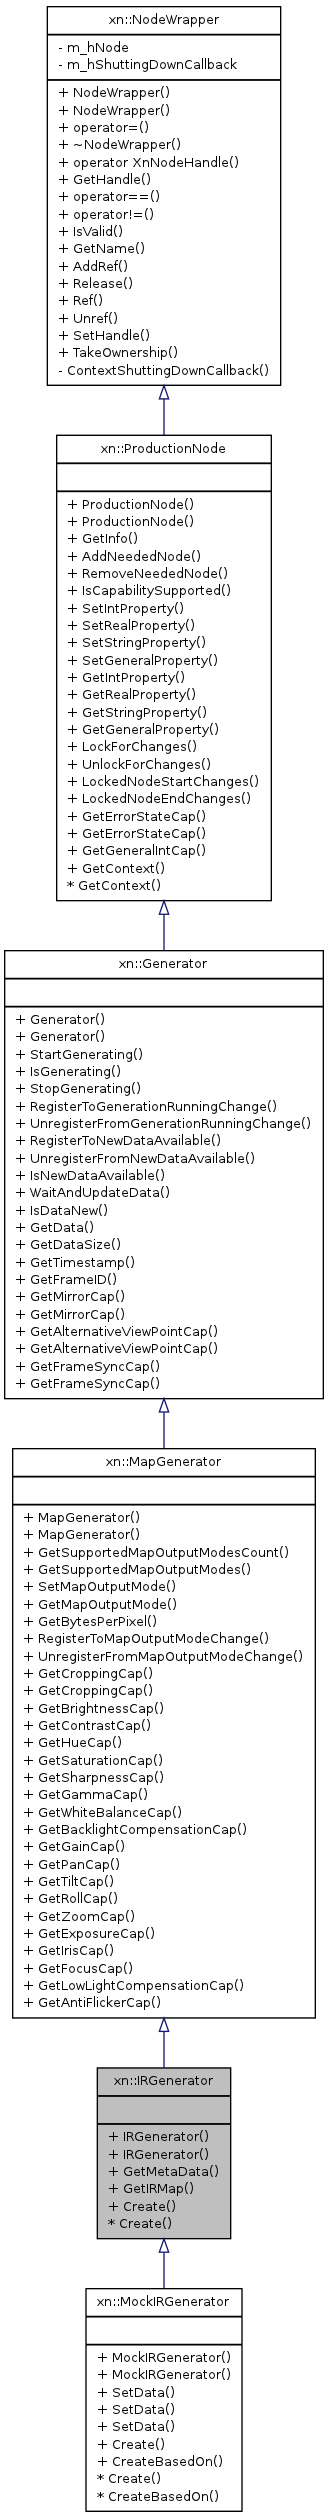 xn::NodeWrapper
- m_hNode
- m_hShuttingDownCallback
+ NodeWrapper()
+ NodeWrapper()
+ operator=()
+ ~NodeWrapper()
+ operator XnNodeHandle()
+ GetHandle()
+ operator==()
+ operator!=()
+ IsValid()
+ GetName()
+ AddRef()
+ Release()
+ Ref()
+ Unref()
+ SetHandle()
+ TakeOwnership()
- ContextShuttingDownCallback()
xn::ProductionNode
+ ProductionNode()
+ ProductionNode()
+ GetInfo()
+ AddNeededNode()
+ RemoveNeededNode()
+ IsCapabilitySupported()
+ SetIntProperty()
+ SetRealProperty()
+ SetStringProperty()
+ SetGeneralProperty()
+ GetIntProperty()
+ GetRealProperty()
+ GetStringProperty()
+ GetGeneralProperty()
+ LockForChanges()
+ UnlockForChanges()
+ LockedNodeStartChanges()
+ LockedNodeEndChanges()
+ GetErrorStateCap()
+ GetErrorStateCap()
+ GetGeneralIntCap()
+ GetContext()
* GetContext()
xn::Generator
+ Generator()
+ Generator()
+ StartGenerating()
+ IsGenerating()
+ StopGenerating()
+ RegisterToGenerationRunningChange()
+ UnregisterFromGenerationRunningChange()
+ RegisterToNewDataAvailable()
+ UnregisterFromNewDataAvailable()
+ IsNewDataAvailable()
+ WaitAndUpdateData()
+ IsDataNew()
+ GetData()
+ GetDataSize()
+ GetTimestamp()
+ GetFrameID()
+ GetMirrorCap()
+ GetMirrorCap()
+ GetAlternativeViewPointCap()
+ GetAlternativeViewPointCap()
+ GetFrameSyncCap()
+ GetFrameSyncCap()
xn::MapGenerator
+ MapGenerator()
+ MapGenerator()
+ GetSupportedMapOutputModesCount()
+ GetSupportedMapOutputModes()
+ SetMapOutputMode()
+ GetMapOutputMode()
+ GetBytesPerPixel()
+ RegisterToMapOutputModeChange()
+ UnregisterFromMapOutputModeChange()
+ GetCroppingCap()
+ GetCroppingCap()
+ GetBrightnessCap()
+ GetContrastCap()
+ GetHueCap()
+ GetSaturationCap()
+ GetSharpnessCap()
+ GetGammaCap()
+ GetWhiteBalanceCap()
+ GetBacklightCompensationCap()
+ GetGainCap()
+ GetPanCap()
+ GetTiltCap()
+ GetRollCap()
+ GetZoomCap()
+ GetExposureCap()
+ GetIrisCap()
+ GetFocusCap()
+ GetLowLightCompensationCap()
+ GetAntiFlickerCap()
xn::IRGenerator
+ IRGenerator()
+ IRGenerator()
+ GetMetaData()
+ GetIRMap()
+ Create()
* Create()
xn::MockIRGenerator
+ MockIRGenerator()
+ MockIRGenerator()
+ SetData()
+ SetData()
+ SetData()
+ Create()
+ CreateBasedOn()
* Create()
* CreateBasedOn()